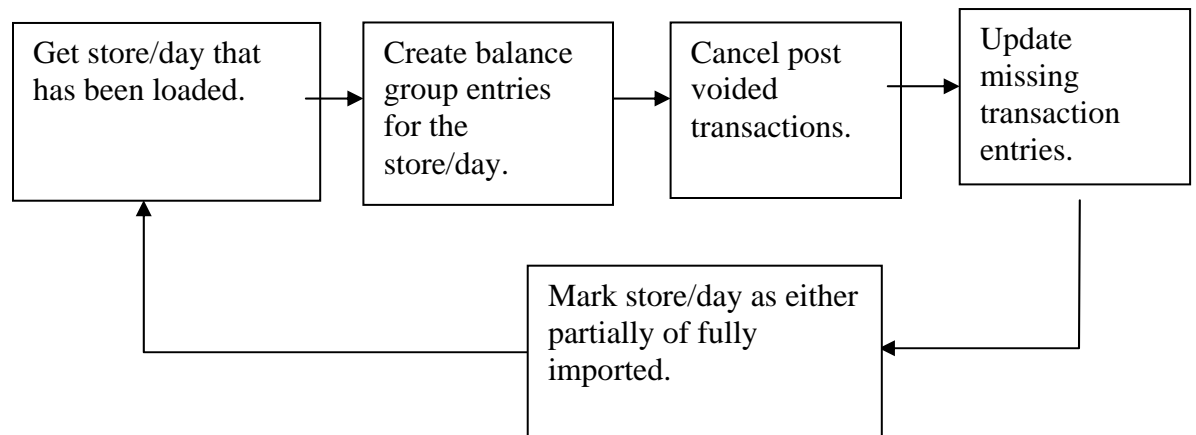 Get store/day that
has been loaded.
Create balance
group entries
for the
store/day.
Cancel post
voided
transactions.
Update
missing
transaction
entries.
Mark store/day as either
partially of fully
imported.